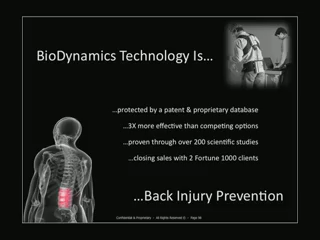 BioDynamics Technology Is...
...protected by a patent & proprietary database
...3X more effective than competing options
...proven through over 200 scientific studies
...closing sales with 2 Fortune 1000 clients
...Back Injury Prevention